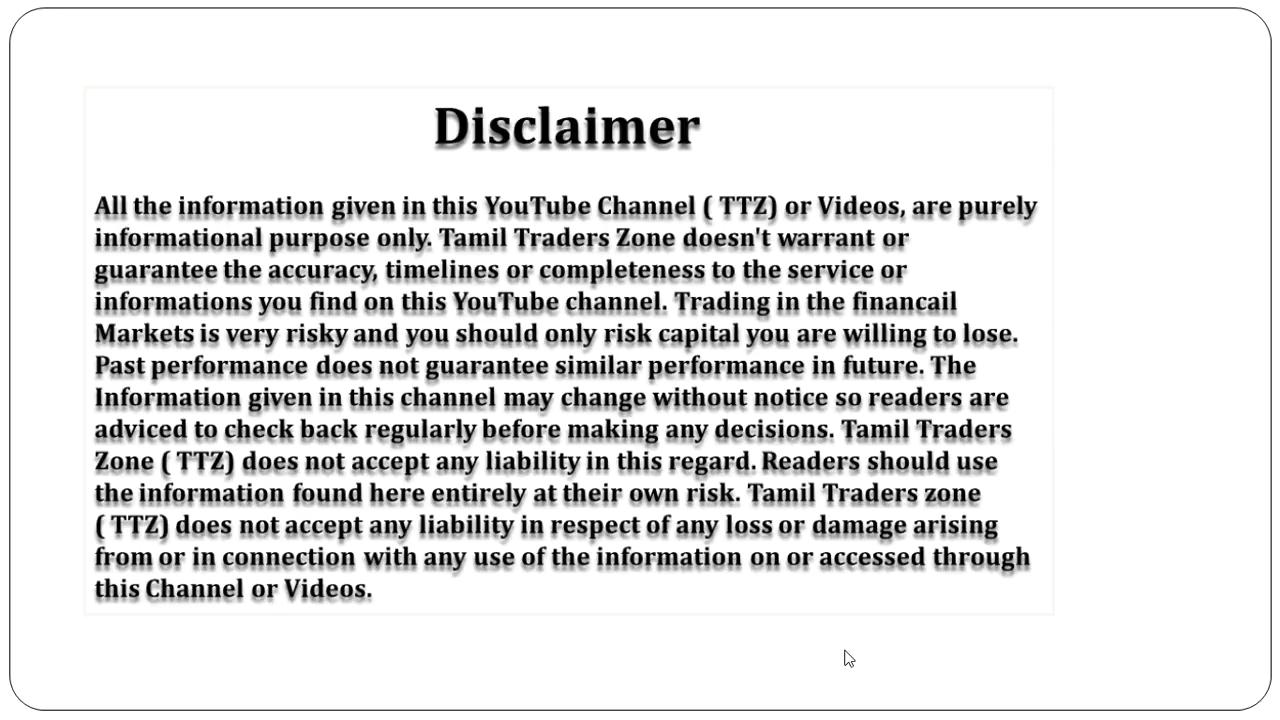 Disclaimer
All the information given in this YouTube Channel ( TTZ) or Videos, are purely
informational purpose only. Tamil Traders Zone doesn't warrant or
guarantee the accuracy, timelines or completeness to the service or
informations you find on this YouTube channel. Trading in the financail
Markets is very risky and you should only risk capital you are willing to lose.
Past performance does not guarantee similar performance in future. The
Information given in this channel may change without notice so readers are
adviced to check back regularly before making any decisions. Tamil Traders
Zone ( TTZ) does not accept any liability in this regard. Readers should use
the information found here entirely at their own risk. Tamil Traders zone
( TTZ) does not accept any liability in respect of any loss or damage arising
from or in connection with any use of the information on or accessed through
this Channel or Videos.